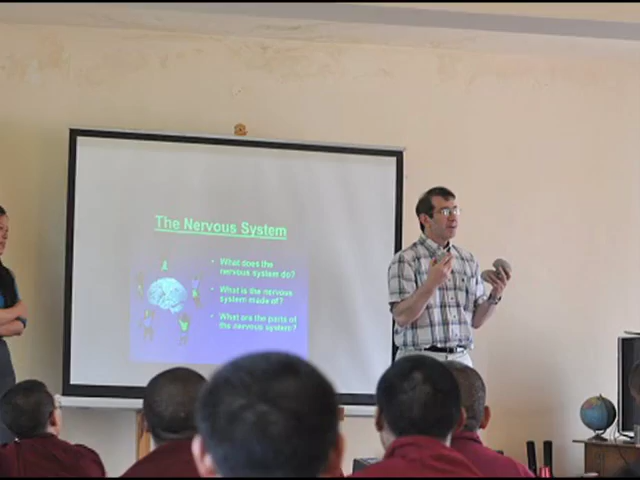 The Nervous System
• What does the
nervous system do?
• What is the nervous
system made of?
• What are the parts of
the nervous system?